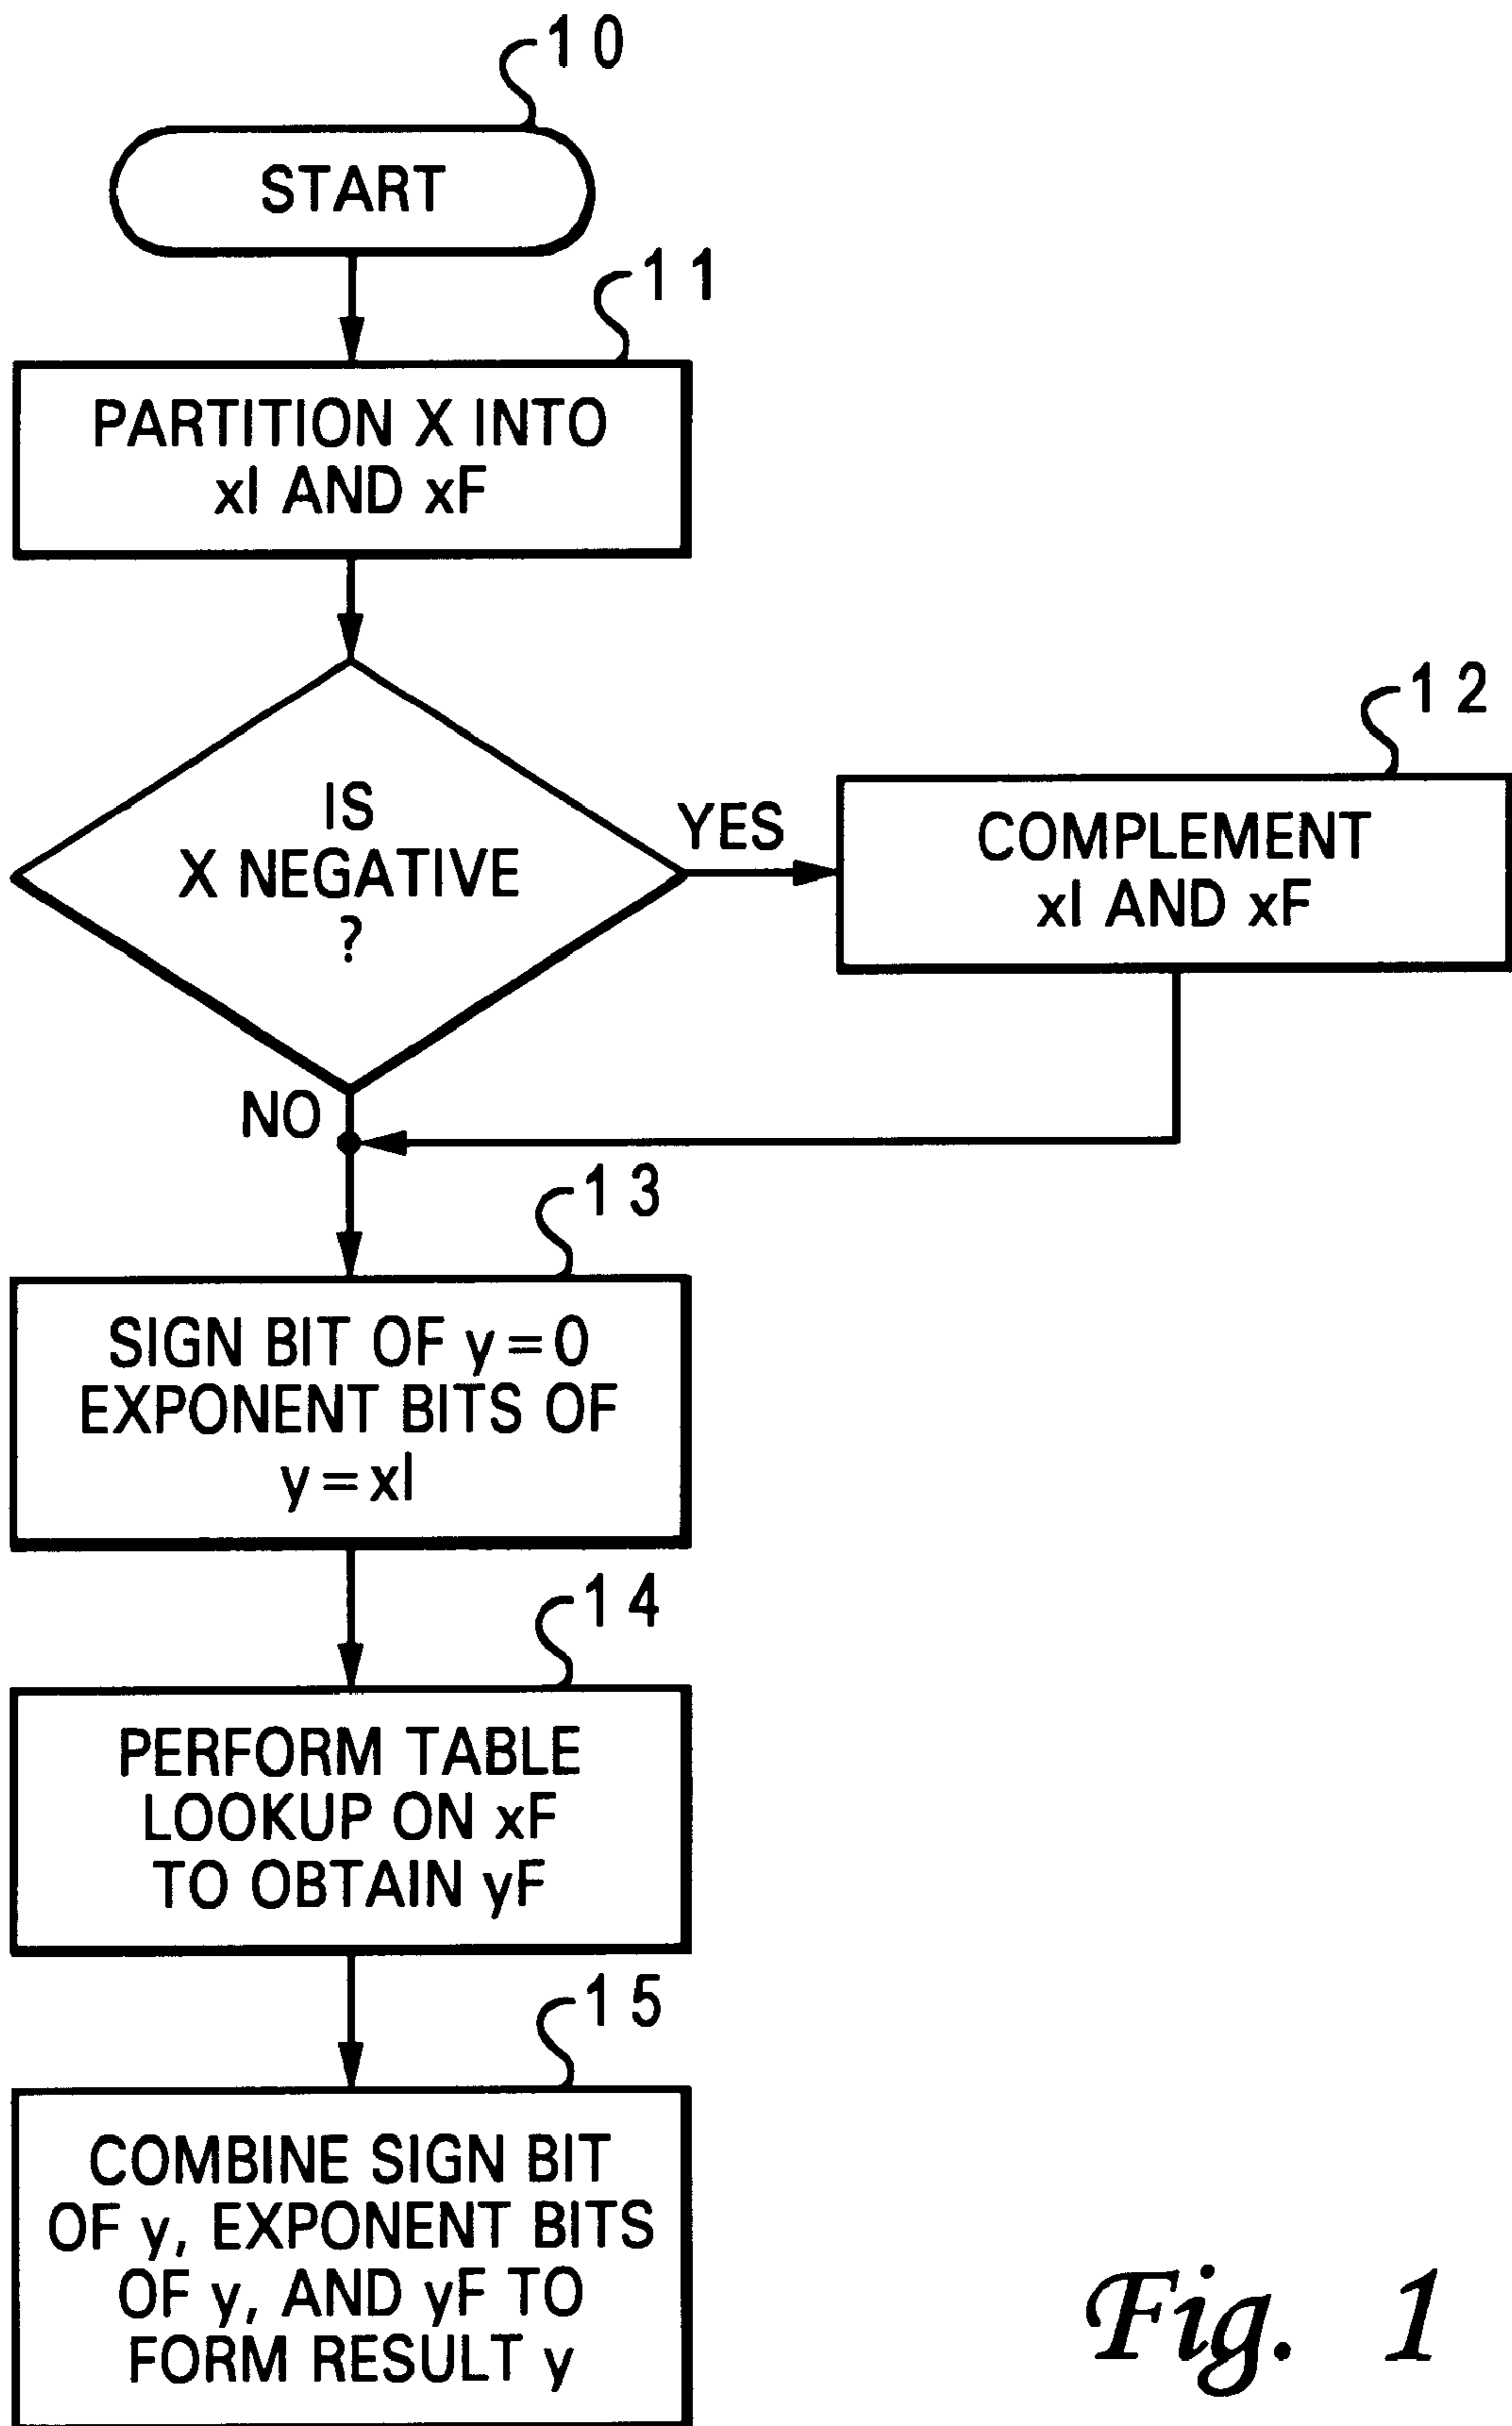 10
START
11
PARTITION X INTO
xI AND xF
12
IS
X NEGATIVE
?
YES
COMPLEMENT
xI AND xF
NO
13
SIGN BIT OF y=0
EXPONENT BITS OF
y=xI
14
PERFORM TABLE
LOOKUP ON xF
TO OBTAIN yF
15
COMBINE SIGN BIT
OF y, EXPONENT BITS
OF y, AND yF TO
FORM RESULT y
Fig. 1